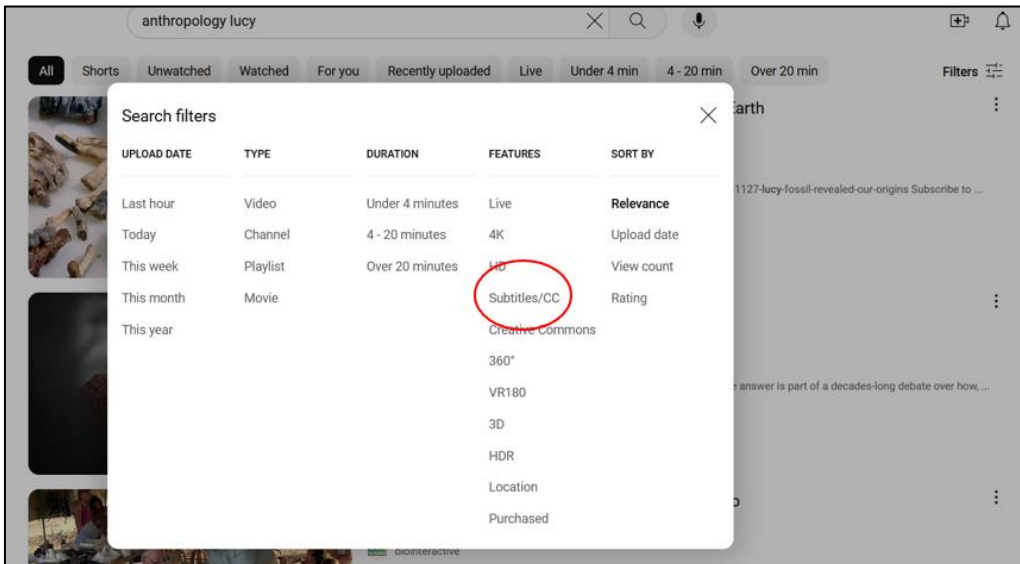 anthropology lucy
All Shorts Unwatched Watched For you Recently uploaded Live Under 4 min 4 - 20 min Over 20 min Filters
Search filters
UPLOAD DATE TYPE DURATION FEATURES SORT BY
Last hour Video Under 4 minutes Live Relevance
Today Channel 4 - 20 minutes 4K Upload date
This week Playlist Over 20 minutes HD View count
This month Movie Subtitles/CC Rating
This year Creative Commons
360°
VR180
3D
HDR
Location
Purchased
Earth
1127-lucy-fossil-revealed-our-origins Subscribe to ...
answer is part of a decades-long debate over how, ...
biointeractive